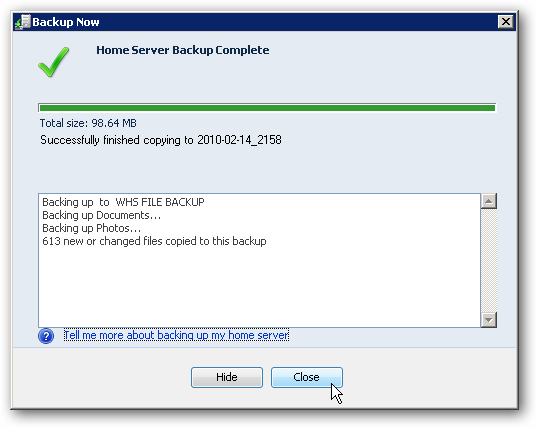 Backup Now
Home Server Backup Complete
Total size: 98.64 MB
Successfully finished copying to 2010-02-14_2158
Backing up to WHS FILE BACKUP
Backing up Documents...
Backing up Photos...
613 new or changed files copied to this backup
Tell me more about backing up my home server
Hide
Close